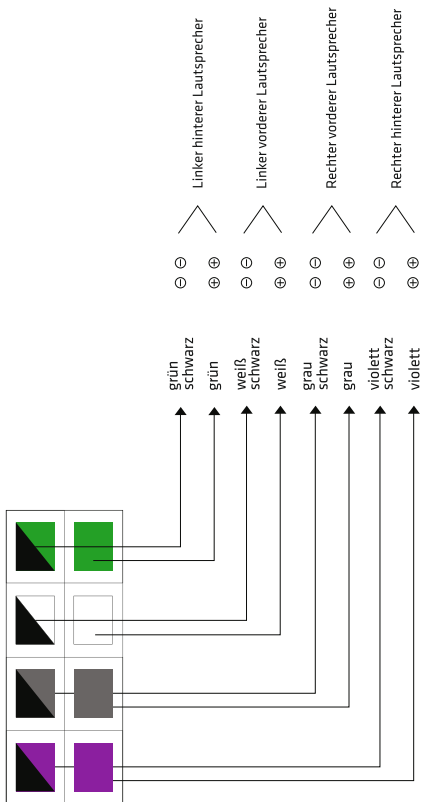 Linker hinterer Lautsprecher
Linker vorderer Lautsprecher
Rechter vorderer Lautsprecher
Rechter hinterer Lautsprecher
⊖ ⊕ ⊖ ⊕ ⊖ ⊕ ⊖ ⊕
⊖ ⊕ ⊖ ⊕ ⊖ ⊕ ⊖ ⊕
grün
schwarz
grün
weiß
schwarz
weiß
grau
schwarz
grau
violett
schwarz
violett